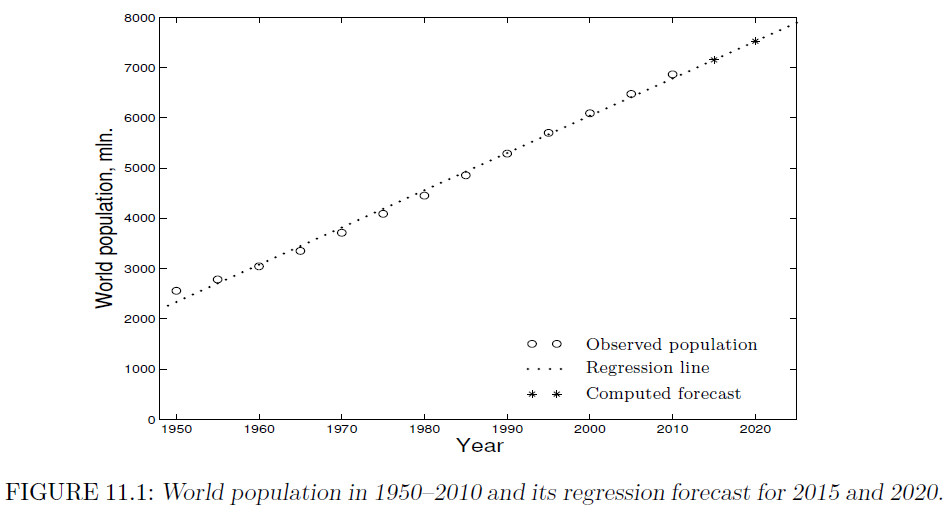 8000
7000
6000
5000
4000
3000
2000
1000
0
World population, mln.
Observed population
Regression line
Computed forecast
1950 1960 1970 1980 1990 2000 2010 2020
Year
FIGURE 11.1: World population in 1950–2010 and its regression forecast for 2015 and 2020.